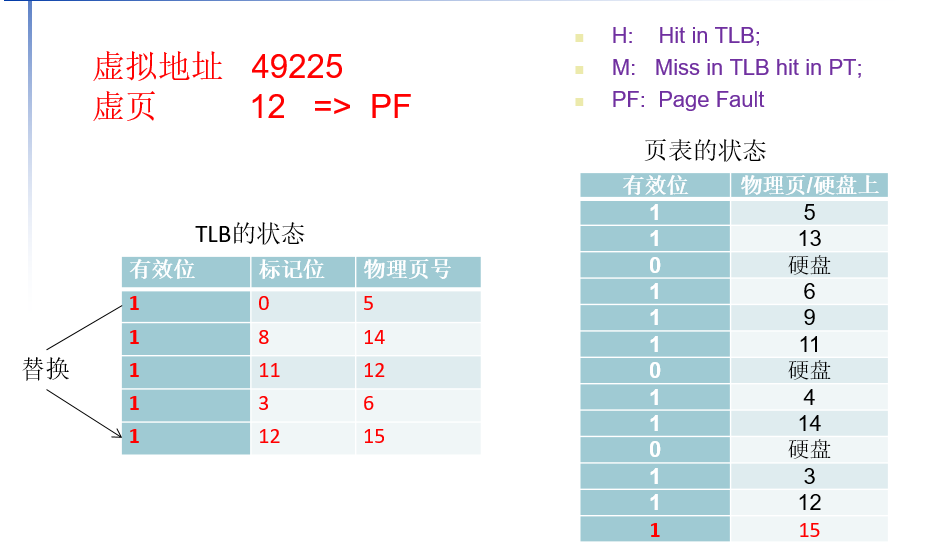 虚拟地址 49225
虚页 12 => PF
H: Hit in TLB;
M: Miss in TLB hit in PT;
PF: Page Fault
TLB的状态
有效位 标记位 物理页号
1 0 5
1 8 14
1 11 12
1 3 6
1 12 15
替换
页表的状态
有效位 物理页/硬盘上
1 5
1 13
0 硬盘
1 6
1 9
1 11
0 硬盘
1 4
1 14
0 硬盘
1 3
1 12
1 15